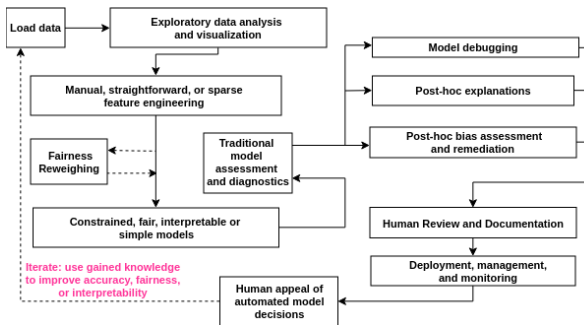 Load data
Exploratory data analysis
and visualization
Manual, straightforward, or sparse
feature engineering
Fairness
Reweighing
Constrained, fair, interpretable or
simple models
Traditional
model
assessment
and diagnostics
Model debugging
Post-hoc explanations
Post-hoc bias assessment
and remediation
Human Review and Documentation
Deployment, management,
and monitoring
Human appeal of
automated model
decisions
Iterate: use gained knowledge
to improve accuracy, fairness,
or interpretability